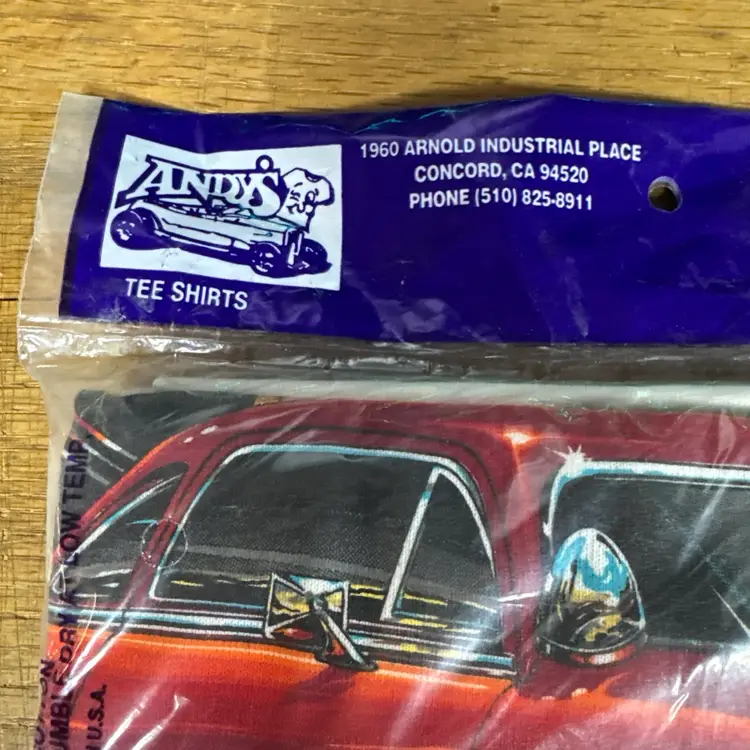 ANDY'S
TEE SHIRTS
1960 ARNOLD INDUSTRIAL PLACE
CONCORD, CA 94520
PHONE (510) 825-8911
LOW TEMP.
U.S.A.